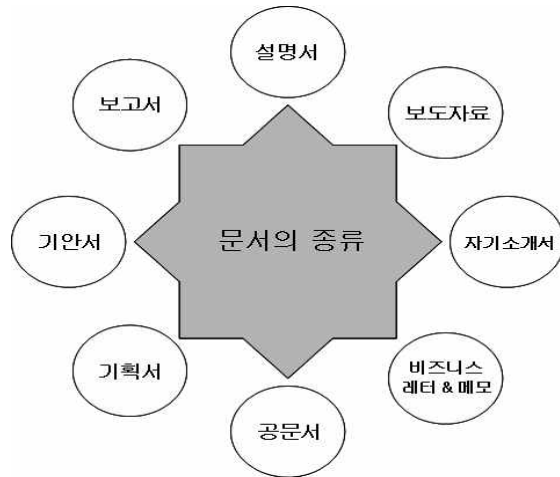 설명서
보고서
보도자료
기안서
문서의 종류
자기소개서
기획서
비즈니스
레터 & 메모
공문서